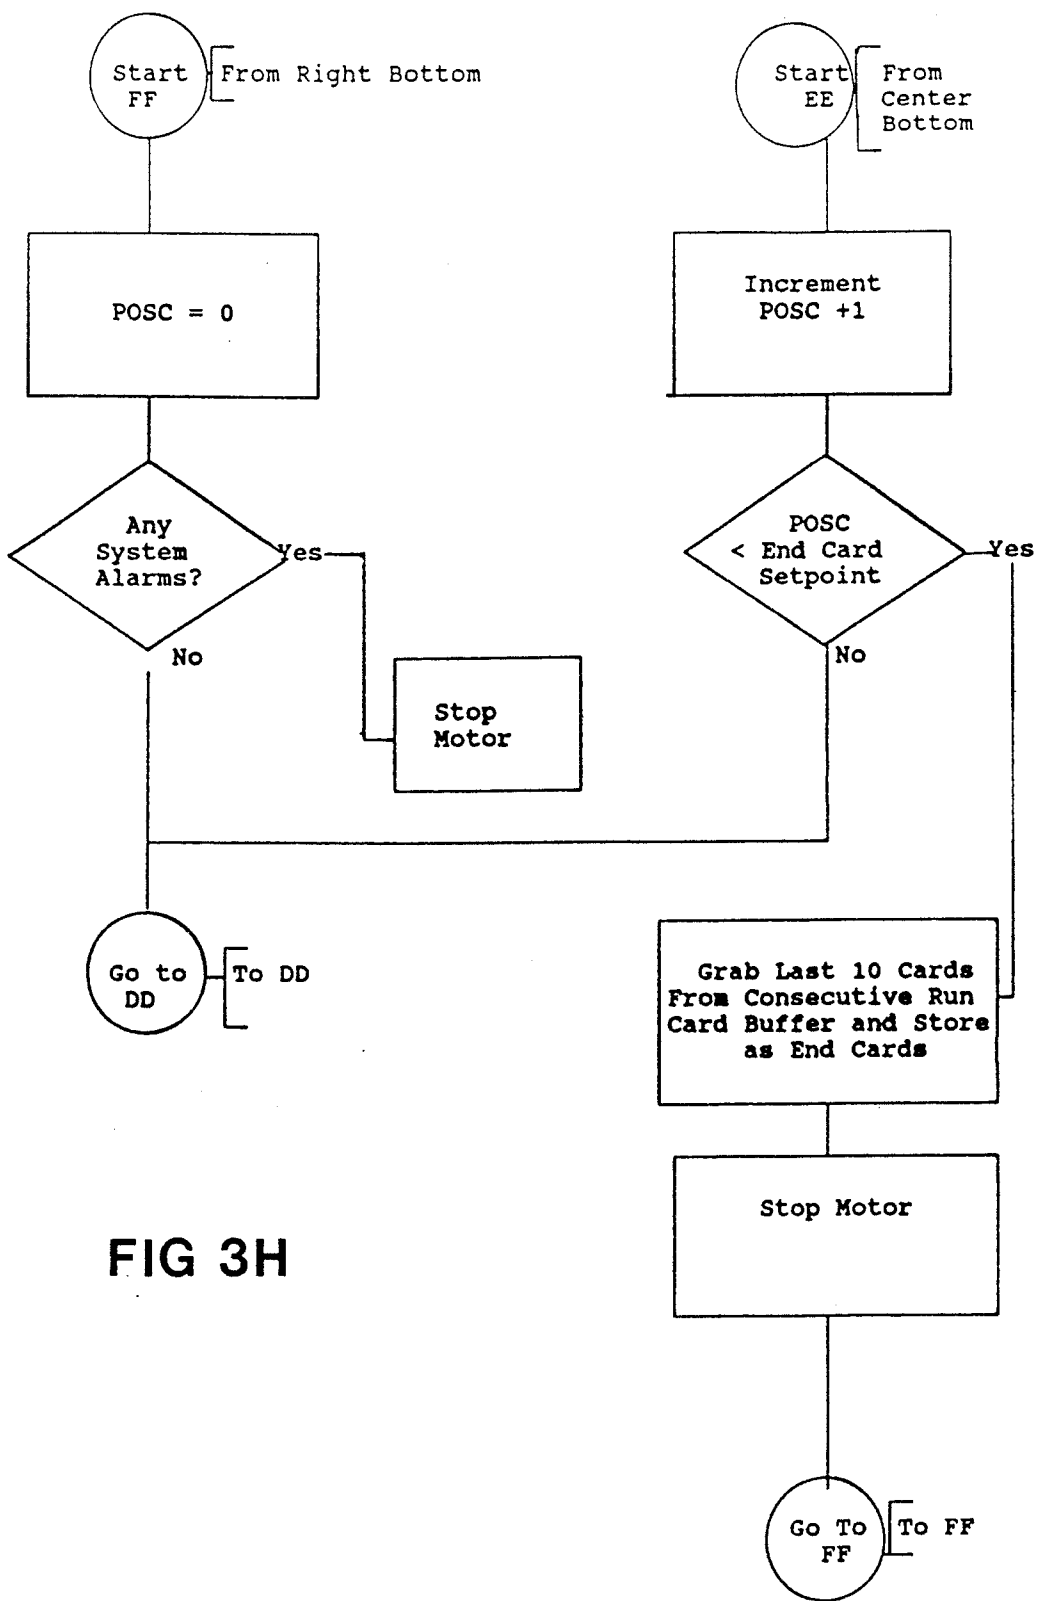 Start
FF
From Right Bottom
POSC = 0
Any
System
Alarms?
Yes
No
Stop
Motor
Go to
DD
To DD
Start
EE
From
Center
Bottom
Increment
POSC +1
POSC
< End Card
Setpoint
Yes
No
Grab Last 10 Cards
From Consecutive Run
Card Buffer and Store
as End Cards
Stop Motor
Go To
FF
To FF
FIG 3H